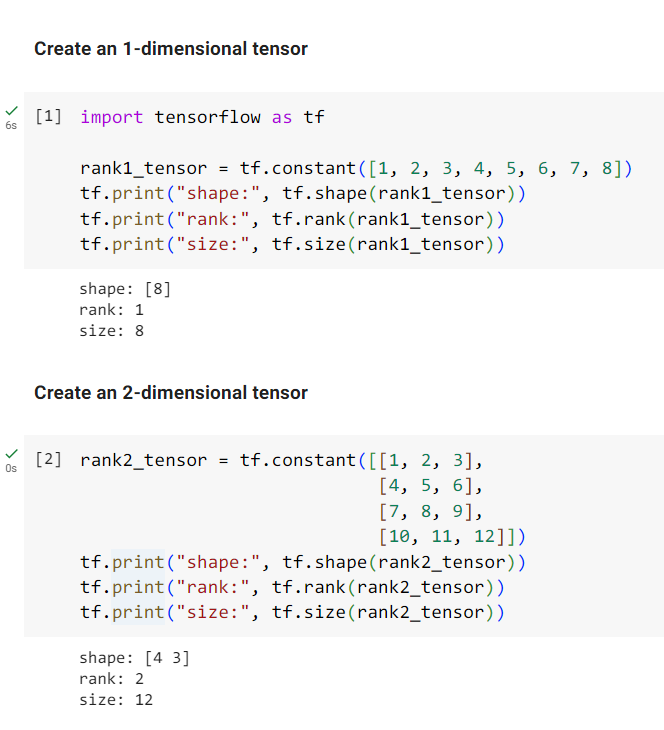 Create an 1-dimensional tensor
[1] import tensorflow as tf
6s
rank1_tensor = tf.constant([1, 2, 3, 4, 5, 6, 7, 8])
tf.print("shape:", tf.shape(rank1_tensor))
tf.print("rank:", tf.rank(rank1_tensor))
tf.print("size:", tf.size(rank1_tensor))
shape: [8]
rank: 1
size: 8
Create an 2-dimensional tensor
[2] rank2_tensor = tf.constant([[1, 2, 3],
0s
[4, 5, 6],
[7, 8, 9],
[10, 11, 12]])
tf.print("shape:", tf.shape(rank2_tensor))
tf.print("rank:", tf.rank(rank2_tensor))
tf.print("size:", tf.size(rank2_tensor))
shape: [4 3]
rank: 2
size: 12